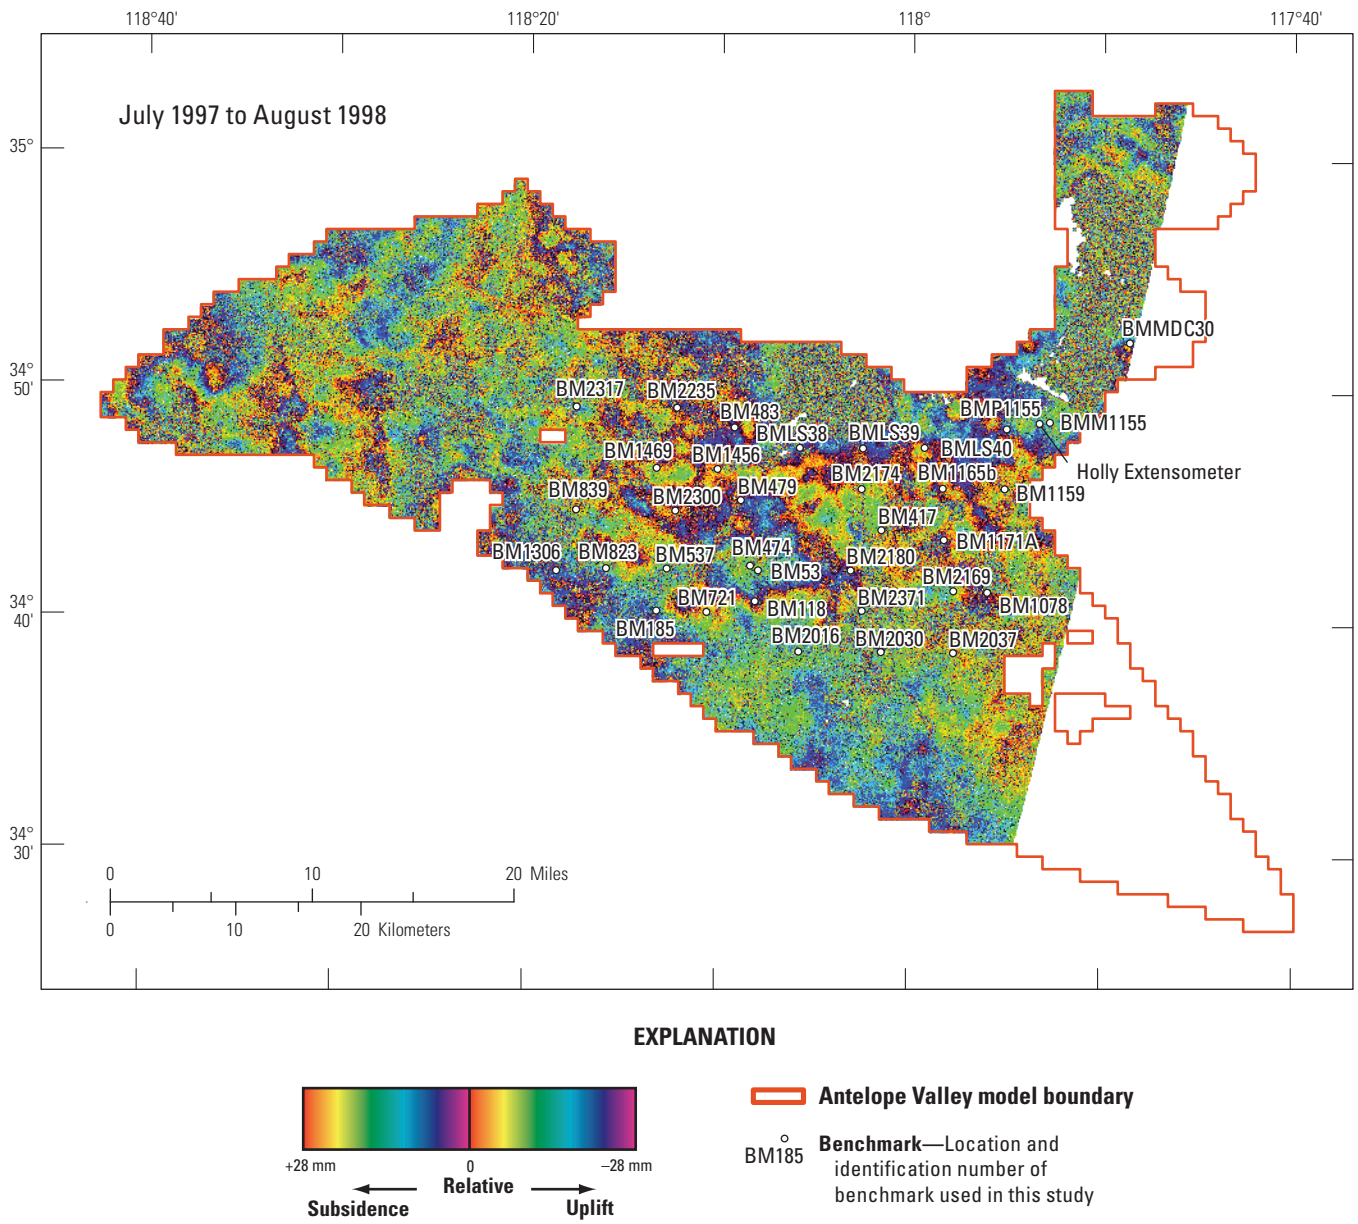 118°40'
118°20'
118°
117°40'
July 1997 to August 1998
35°
34°
50'
34°
40'
34°
30'
BMMDC30
BM2317
BM2235
BM483
BMP1155
BMM1155
BMLS38
BMLS39
BMLS40
BM1469
BM1456
Holly Extensometer
BM2174
BM1165b
BM839
BM2300
BM479
BM1159
BM417
BM1306
BM823
BM537
BM474
BM2180
BM1171A
BM53
BM2169
BM721
BM118
BM2371
BM1078
BM185
BM2016
BM2030
BM2037
0 10 20 Miles
0 10 20 Kilometers
EXPLANATION
+28 mm 0 –28 mm
Relative
Subsidence Uplift
Antelope Valley model boundary
BM185
Benchmark—Location and
identification number of
benchmark used in this study